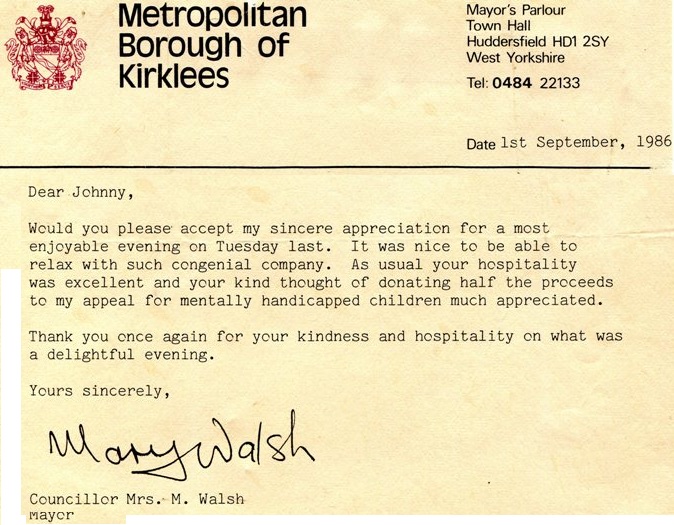 Metropolitan
Borough of
Kirklees
Mayor's Parlour
Town Hall
Huddersfield HD1 2SY
West Yorkshire
Tel: 0484 22133
Date 1st September, 1986
Dear Johnny,
Would you please accept my sincere appreciation for a most
enjoyable evening on Tuesday last. It was nice to be able to
relax with such congenial company. As usual your hospitality
was excellent and your kind thought of donating half the proceeds
to my appeal for mentally handicapped children much appreciated.
Thank you once again for your kindness and hospitality on what was
a delightful evening.
Yours sincerely,
Mary Walsh
Councillor Mrs. M. Walsh
Mayor